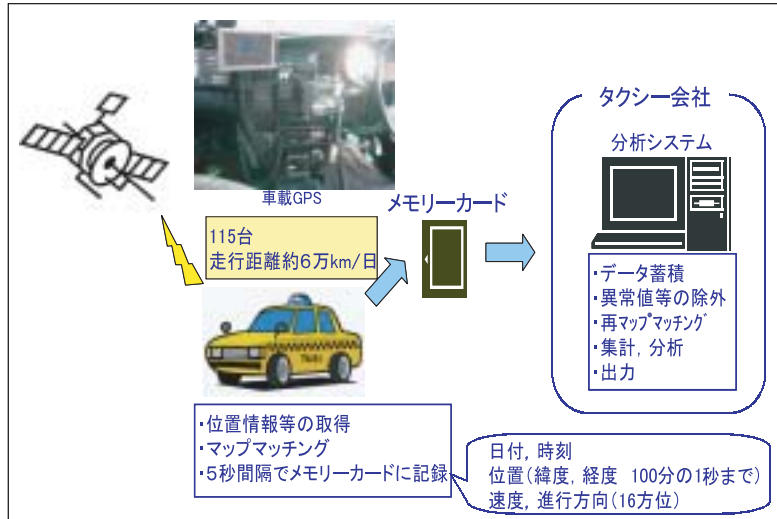 車載GPS
115台
走行距離約6万km/日
メモリーカード
タクシー会社
分析システム
・データ蓄積
・異常値等の除外
・再マップマッチング
・集計，分析
・出力
・位置情報等の取得
・マップマッチング
・5秒間隔でメモリーカードに記録
日付，時刻
位置（緯度，経度　100分の1秒まで）
速度，進行方向（16方位）